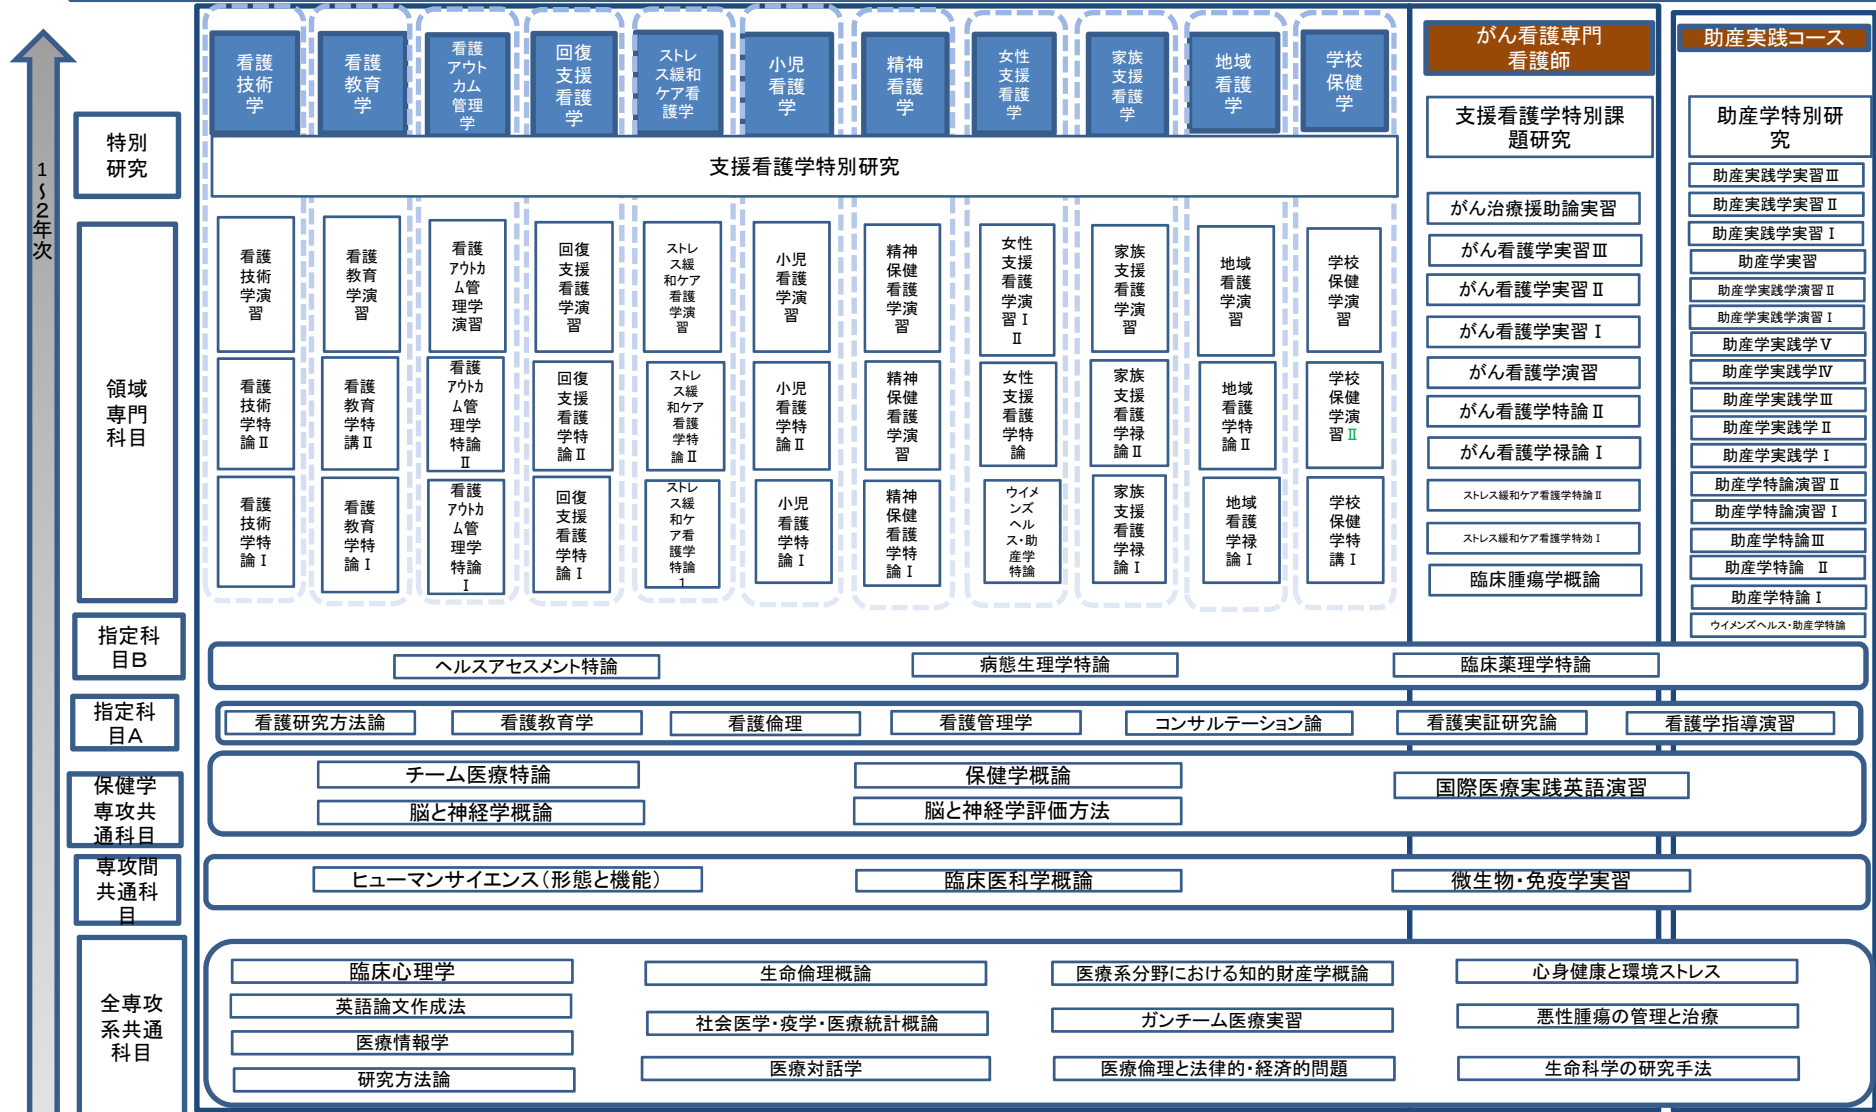 1〜2年次
看護
技術
学
看護
教育
学
看護
アウト
カム
管理
学
回復
支援
看護
学
ストレ
ス緩和
ケア看
護学
小児
看護
学
精神
看護
学
女性
支援
看護
学
家族
支援
看護
学
地域
看護
学
学校
保健
学
がん看護専門
看護師
助産実践コース
特別
研究
支援看護学特別研究
支援看護学特別課
題研究
助産学特別研
究
領域
専門
科目
看護
技術
学演
習
看護
教育
学演
習
看護
アウトカ
ム管
理学
演習
回復
支援
看護
学演
習
ストレ
ス緩
和ケア
看護
学演
習
小児
看護
学演
習
精神
保健
看護
学演
習
女性
支援
看護
学演
習Ⅰ
Ⅱ
家族
支援
看護
学演
習
地域
看護
学演
習
学校
保健
学演
習
看護
技術
学特
論Ⅱ
看護
教育
学特
講Ⅱ
看護
アウトカ
ム管
理学
特論
Ⅱ
回復
支援
看護
学特
論Ⅱ
ストレ
ス緩
和ケア
看護
学特
論Ⅱ
小児
看護
学特
論Ⅱ
精神
保健
看護
学演
習
女性
支援
看護
学特
論
家族
支援
看護
学禄
論Ⅱ
地域
看護
学特
論Ⅱ
学校
保健
学演
習Ⅱ
看護
技術
学特
論Ⅰ
看護
教育
学特
論Ⅰ
看護
アウトカ
ム管
理学
特論
Ⅰ
回復
支援
看護
学特
論Ⅰ
ストレ
ス緩
和ケ
ア看
護学
特論
1
小児
看護
学特
論Ⅰ
精神
保健
看護
学特
論Ⅰ
ウイメ
ンズ
ヘル
ス・助
産学
特論
家族
支援
看護
学禄
論Ⅰ
地域
看護
学禄
論Ⅰ
学校
保健
学特
講Ⅰ
がん治療援助論実習
がん看護学実習Ⅲ
がん看護学実習Ⅱ
がん看護学実習Ⅰ
がん看護学演習
がん看護学特論Ⅱ
がん看護学禄論Ⅰ
ストレス緩和ケア看護学特論Ⅱ
ストレス緩和ケア看護学特効Ⅰ
臨床腫瘍学概論
助産実践学実習Ⅲ
助産実践学実習Ⅱ
助産実践学実習Ⅰ
助産学実習
助産学実践学演習Ⅱ
助産学実践学演習Ⅰ
助産学実践学Ⅴ
助産学実践学Ⅳ
助産学実践学Ⅲ
助産学実践学Ⅱ
助産学実践学Ⅰ
助産学特論演習Ⅱ
助産学特論演習Ⅰ
助産学特論Ⅲ
助産学特論 Ⅱ
助産学特論Ⅰ
ウイメンズヘルス・助産学特論
指定科
目B
ヘルスアセスメント特論
病態生理学特論
臨床薬理学特論
指定科
目A
看護研究方法論
看護教育学
看護倫理
看護管理学
コンサルテーション論
看護実証研究論
看護学指導演習
保健学
専攻共
通科目
チーム医療特論
保健学概論
国際医療実践英語演習
脳と神経学概論
脳と神経学評価方法
専攻間
共通科
目
ヒューマンサイエンス(形態と機能)
臨床医科学概論
微生物・免疫学実習
全専攻
系共通
科目
臨床心理学
英語論文作成法
医療情報学
研究方法論
生命倫理概論
社会医学・疫学・医療統計概論
医療対話学
医療系分野における知的財産学概論
ガンチーム医療実習
医療倫理と法律的・経済的問題
心身健康と環境ストレス
悪性腫瘍の管理と治療
生命科学の研究手法